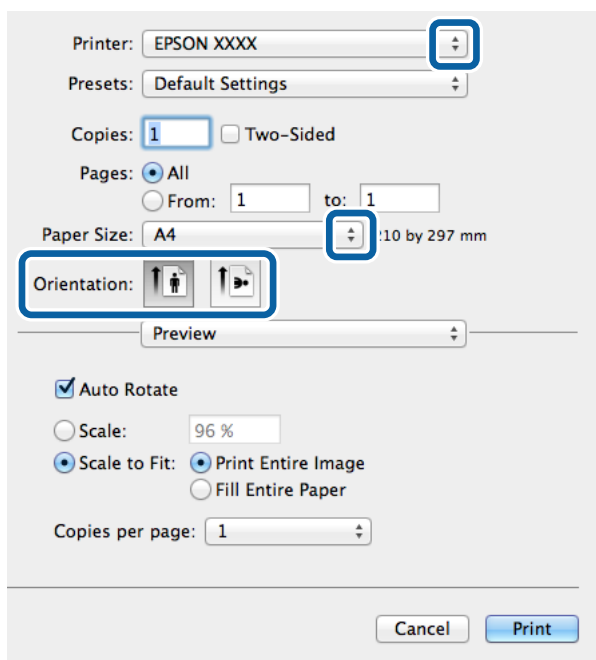 Printer: EPSON XXXX
Presets: Default Settings
Copies: 1 Two-Sided
Pages: All
From: 1 to: 1
Paper Size: A4 210 by 297 mm
Orientation:
Preview
Auto Rotate
Scale: 96 %
Scale to Fit: Print Entire Image
Fill Entire Paper
Copies per page: 1
Cancel Print